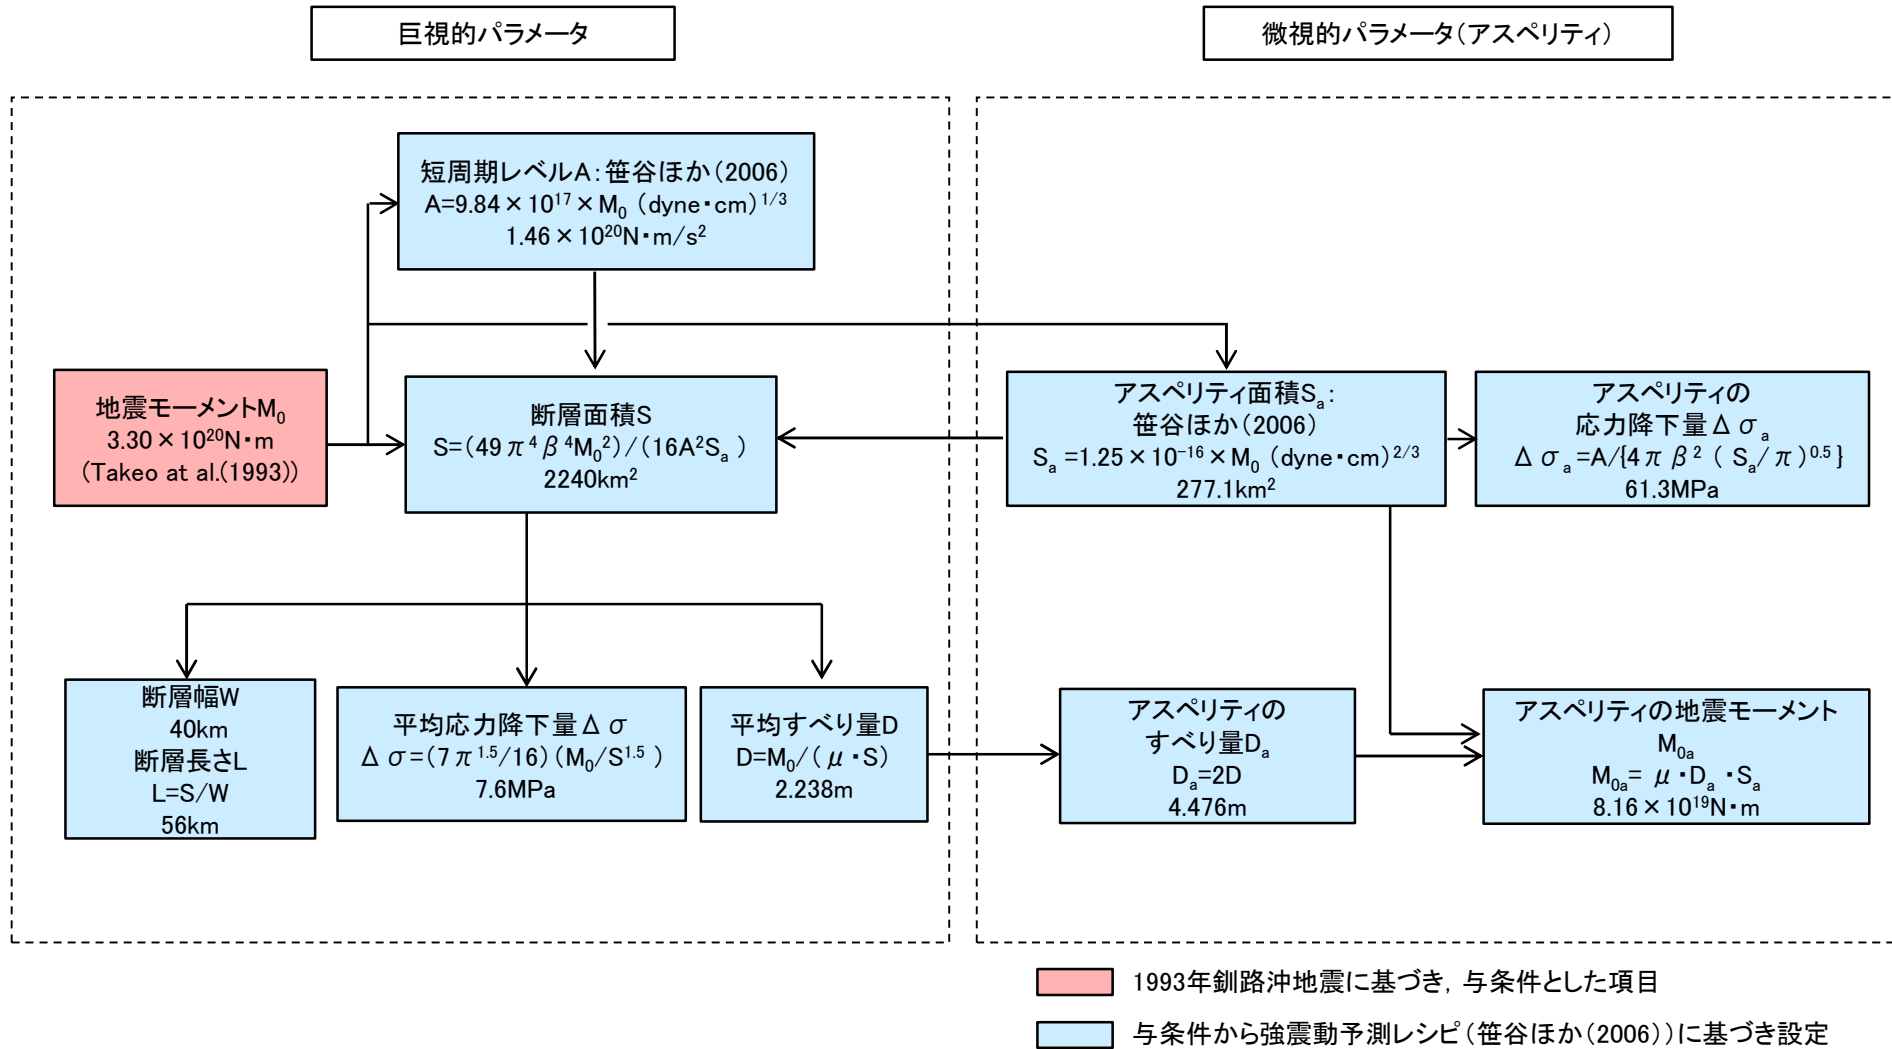 巨視的パラメータ
微視的パラメータ(アスペリティ)
短周期レベルA:笹谷ほか(2006)
A=9.84×10¹⁷×M₀ (dyne・cm)¹ᐟ³
1.46×10²⁰N・m/s²
地震モーメントM₀
3.30×10²⁰N・m
(Takeo at al.(1993))
断層面積S
S=(49π⁴β⁴M₀²)/(16A²Sₐ)
2240km²
アスペリティ面積Sₐ:
笹谷ほか(2006)
Sₐ=1.25×10⁻¹⁶×M₀ (dyne・cm)²ᐟ³
277.1km²
アスペリティの
応力降下量Δσₐ
Δσₐ=A/{4πβ²(Sₐ/π)⁰·⁵}
61.3MPa
断層幅W
40km
断層長さL
L=S/W
56km
平均応力降下量Δσ
Δσ=(7π¹·⁵/16)(M₀/S¹·⁵)
7.6MPa
平均すべり量D
D=M₀/(μ・S)
2.238m
アスペリティの
すべり量Dₐ
Dₐ=2D
4.476m
アスペリティの地震モーメント
M₀ₐ
M₀ₐ=μ・Dₐ・Sₐ
8.16×10¹⁹N・m
1993年釧路沖地震に基づき,与条件とした項目
与条件から強震動予測レシピ(笹谷ほか(2006))に基づき設定